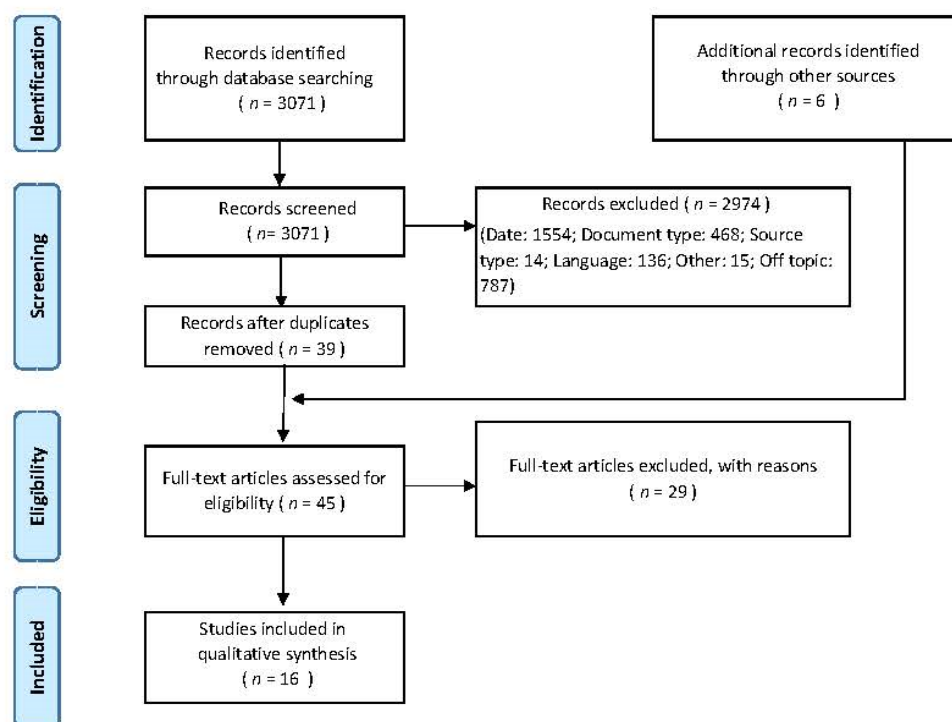 Identification
Records identified
through database searching
( n = 3071 )
Additional records identified
through other sources
( n = 6 )
Screening
Records screened
( n = 3071 )
Records excluded ( n = 2974 )
(Date: 1554; Document type: 468; Source
type: 14; Language: 136; Other: 15; Off topic:
787)
Records after duplicates
removed ( n = 39 )
Eligibility
Full-text articles assessed for
eligibility ( n = 45 )
Full-text articles excluded, with reasons
( n = 29 )
Included
Studies included in
qualitative synthesis
( n = 16 )